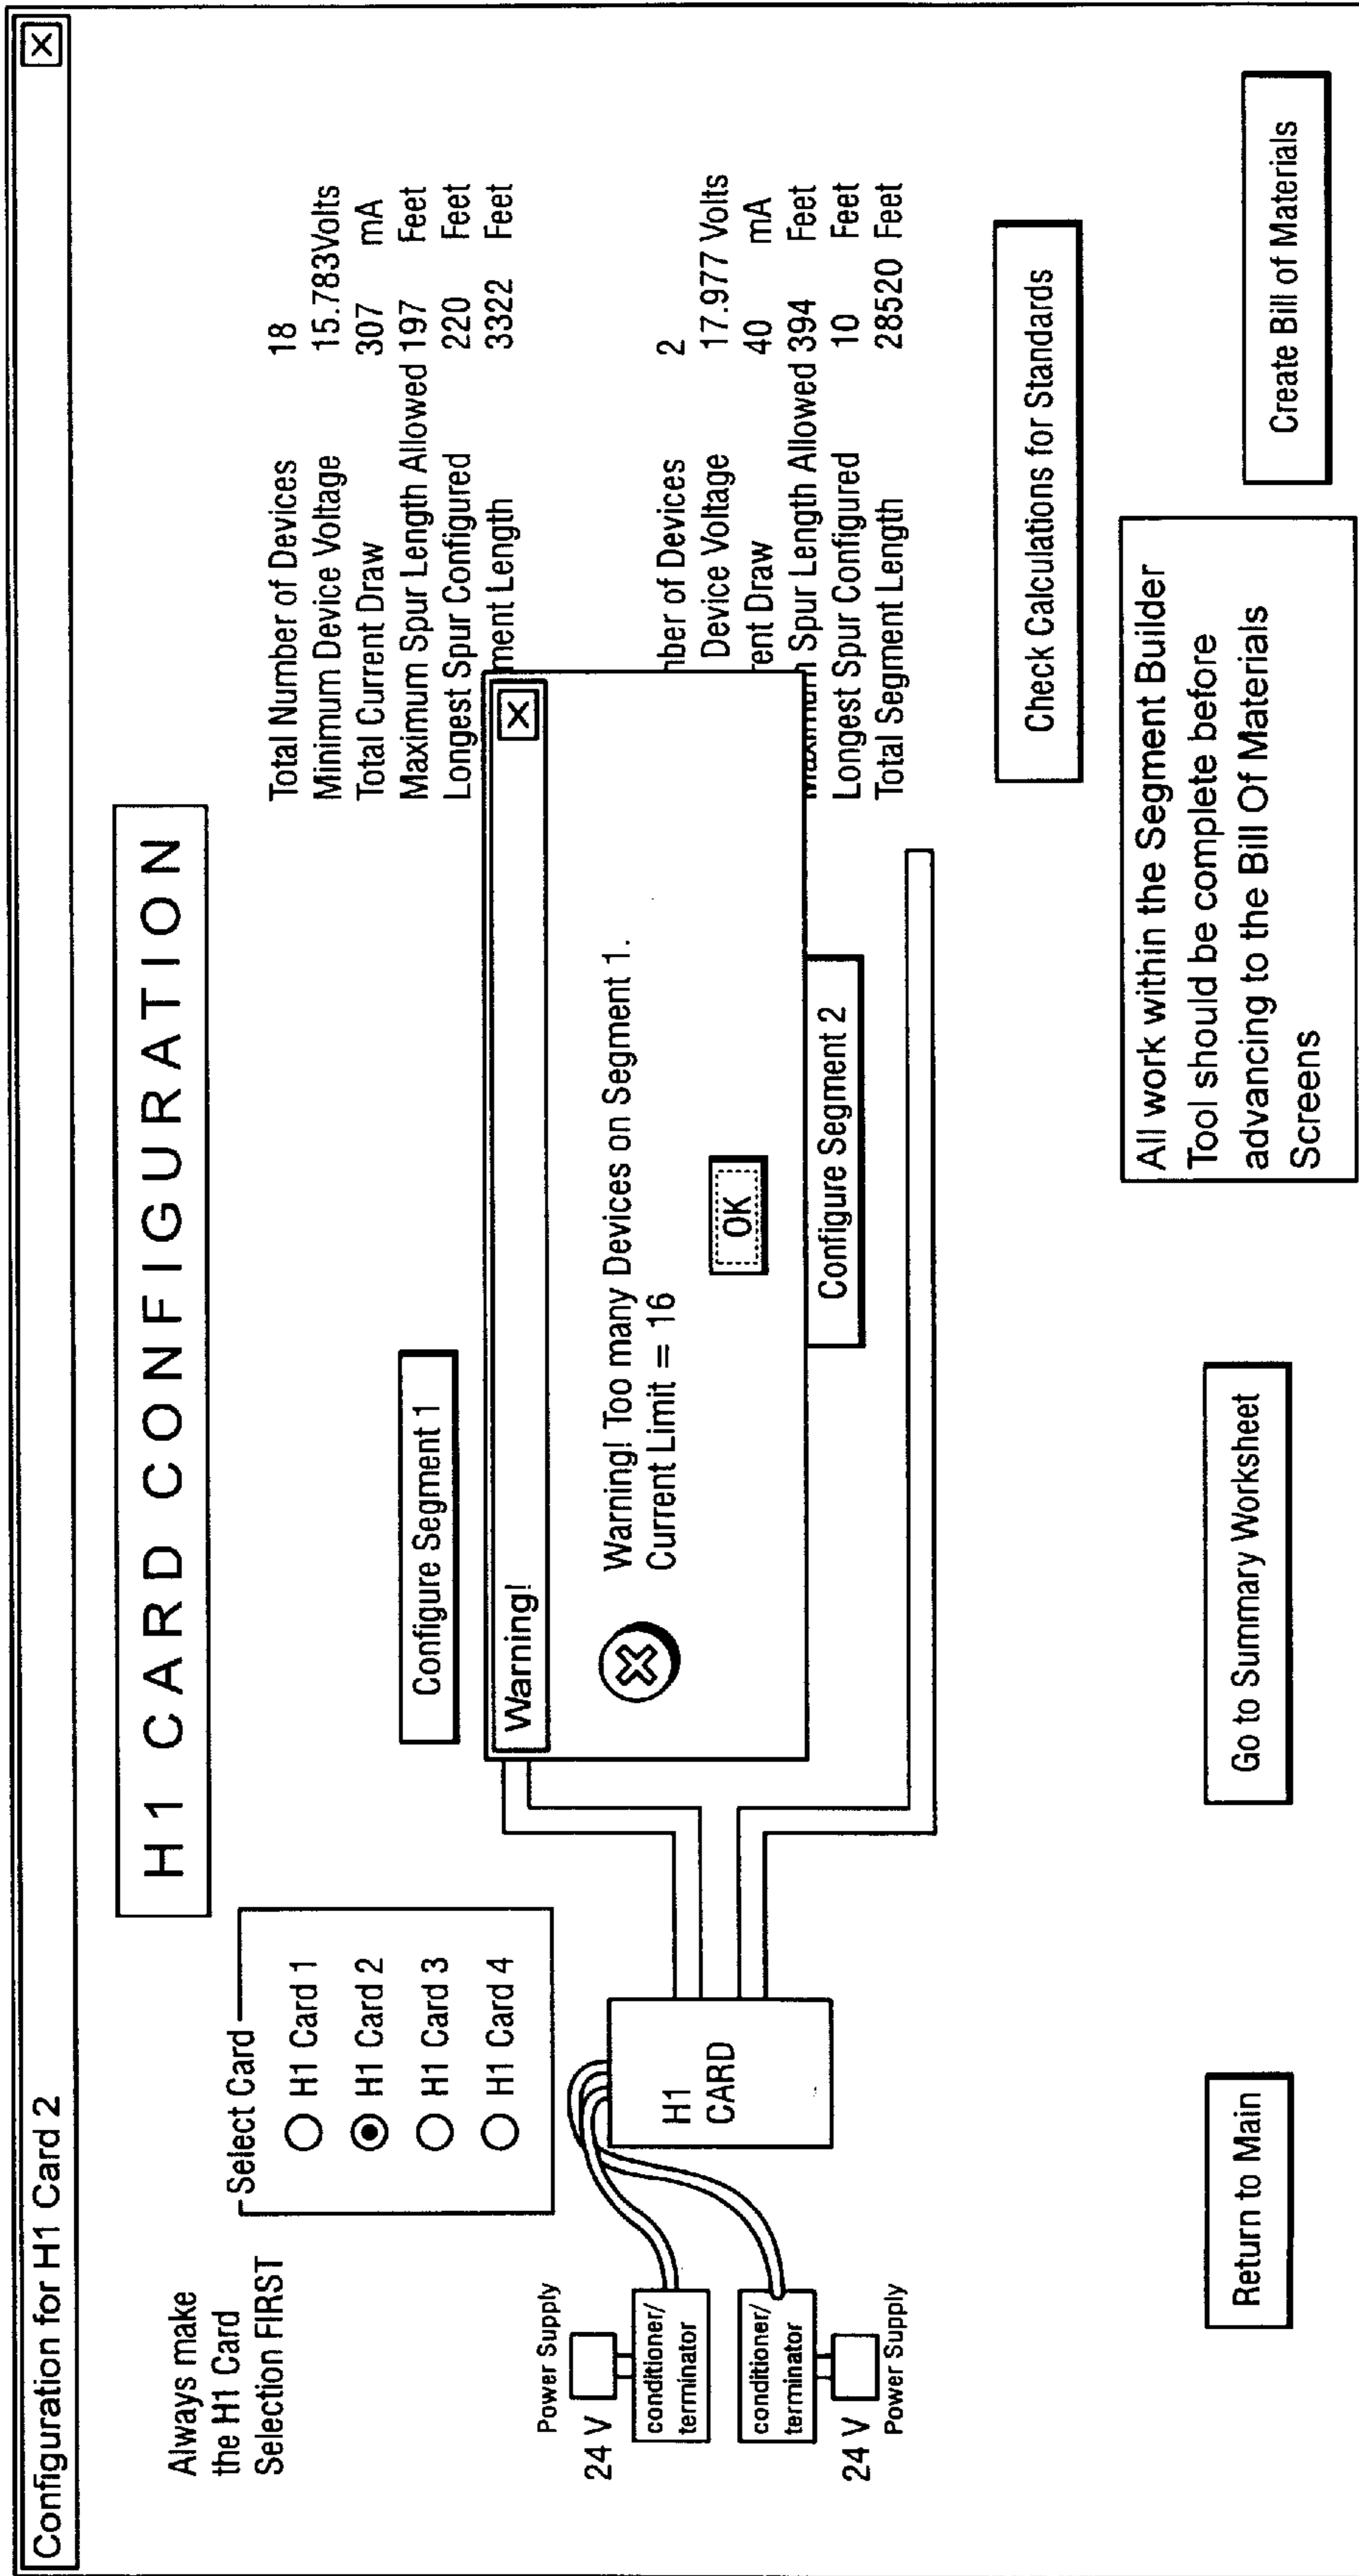 Configuration for H1 Card 2
H1 CARD CONFIGURATION
Always make
the H1 Card
Selection FIRST
Select Card
H1 Card 1
H1 Card 2
H1 Card 3
H1 Card 4
Configure Segment 1
Total Number of Devices 18
Minimum Device Voltage 15.783Volts
Total Current Draw 307 mA
Maximum Spur Length Allowed 197 Feet
Longest Spur Configured 220 Feet
ment Length 3322 Feet
Warning!
Warning! Too many Devices on Segment 1.
Current Limit = 16
OK
Power Supply
24 V
conditioner/
terminator
H1
CARD
conditioner/
terminator
24 V
Power Supply
nber of Devices 2
Device Voltage 17.977 Volts
ent Draw 40 mA
Maximum Spur Length Allowed 394 Feet
Longest Spur Configured 10 Feet
Total Segment Length 28520 Feet
Configure Segment 2
Check Calculations for Standards
All work within the Segment Builder
Tool should be complete before
advancing to the Bill Of Materials
Screens
Return to Main
Go to Summary Worksheet
Create Bill of Materials